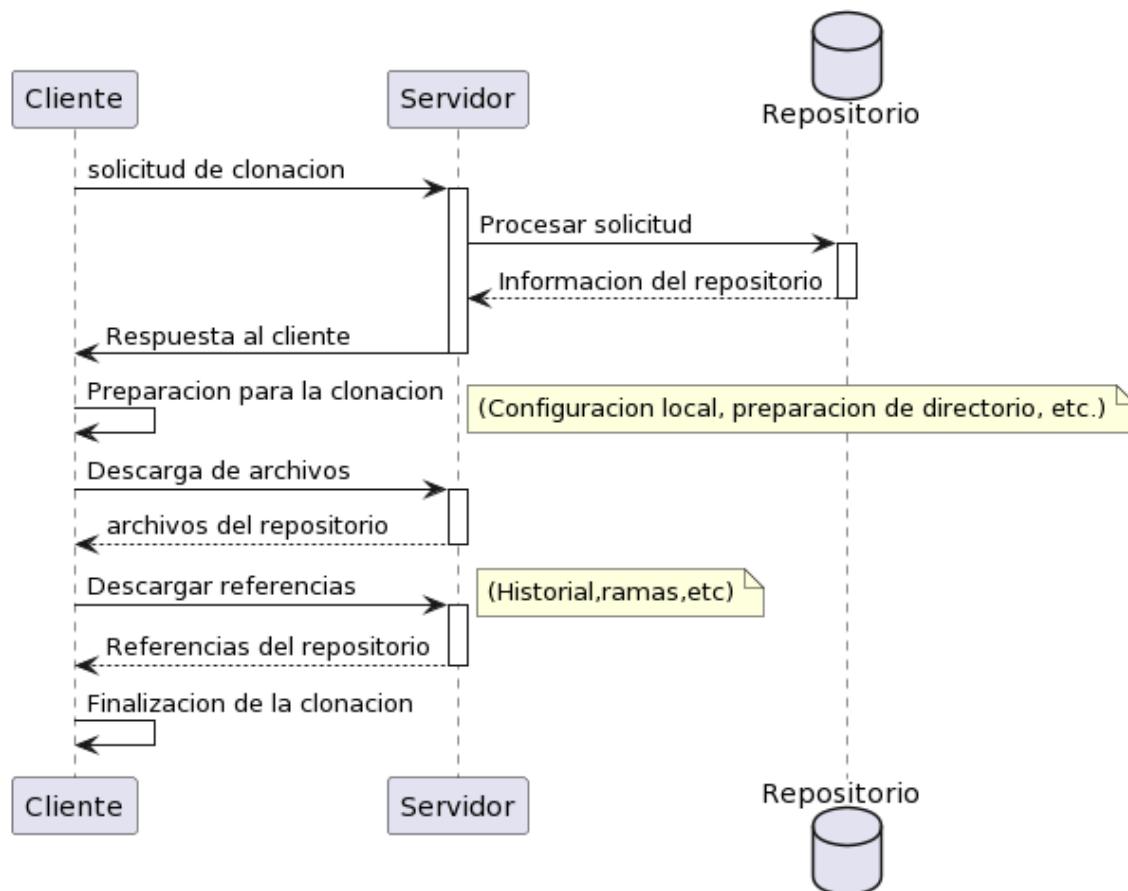 Repositorio
Cliente
Servidor
solicitud de clonacion
Procesar solicitud
Informacion del repositorio
Respuesta al cliente
Preparacion para la clonacion
(Configuracion local, preparacion de directorio, etc.)
Descarga de archivos
archivos del repositorio
Descargar referencias
(Historial,ramas,etc)
Referencias del repositorio
Finalizacion de la clonacion
Cliente
Servidor
Repositorio